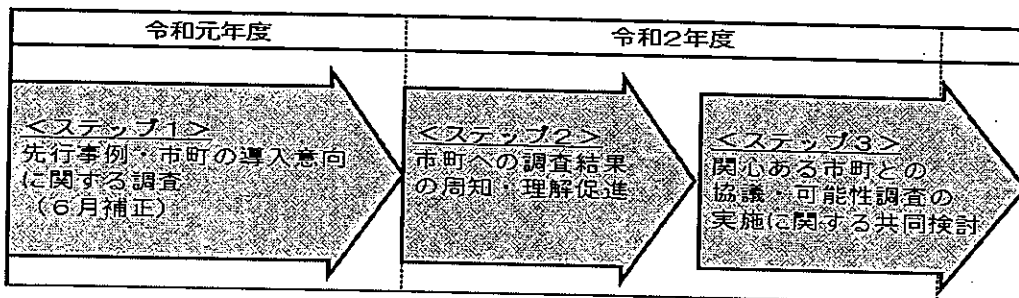 令和元年度
令和2年度
<ステップ1>
先行事例・市町の導入意向
に関する調査
(6月補正)
<ステップ2>
市町への調査結果
の周知・理解促進
<ステップ3>
関心ある市町との
協議・可能性調査の
実施に関する共同検討